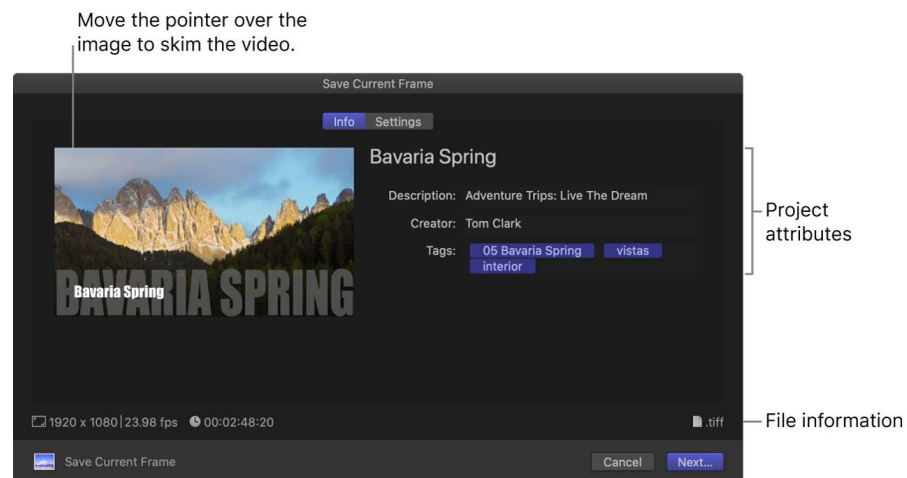 Move the pointer over the
image to skim the video.
Save Current Frame
Info Settings
Bavaria Spring
Description: Adventure Trips: Live The Dream
Creator: Tom Clark
Tags: 05 Bavaria Spring vistas
interior
BAVARIA SPRING
Bavaria Spring
Project
attributes
1920 x 1080|23.98 fps 00:02:48:20 .tiff
File information
Save Current Frame Cancel Next...